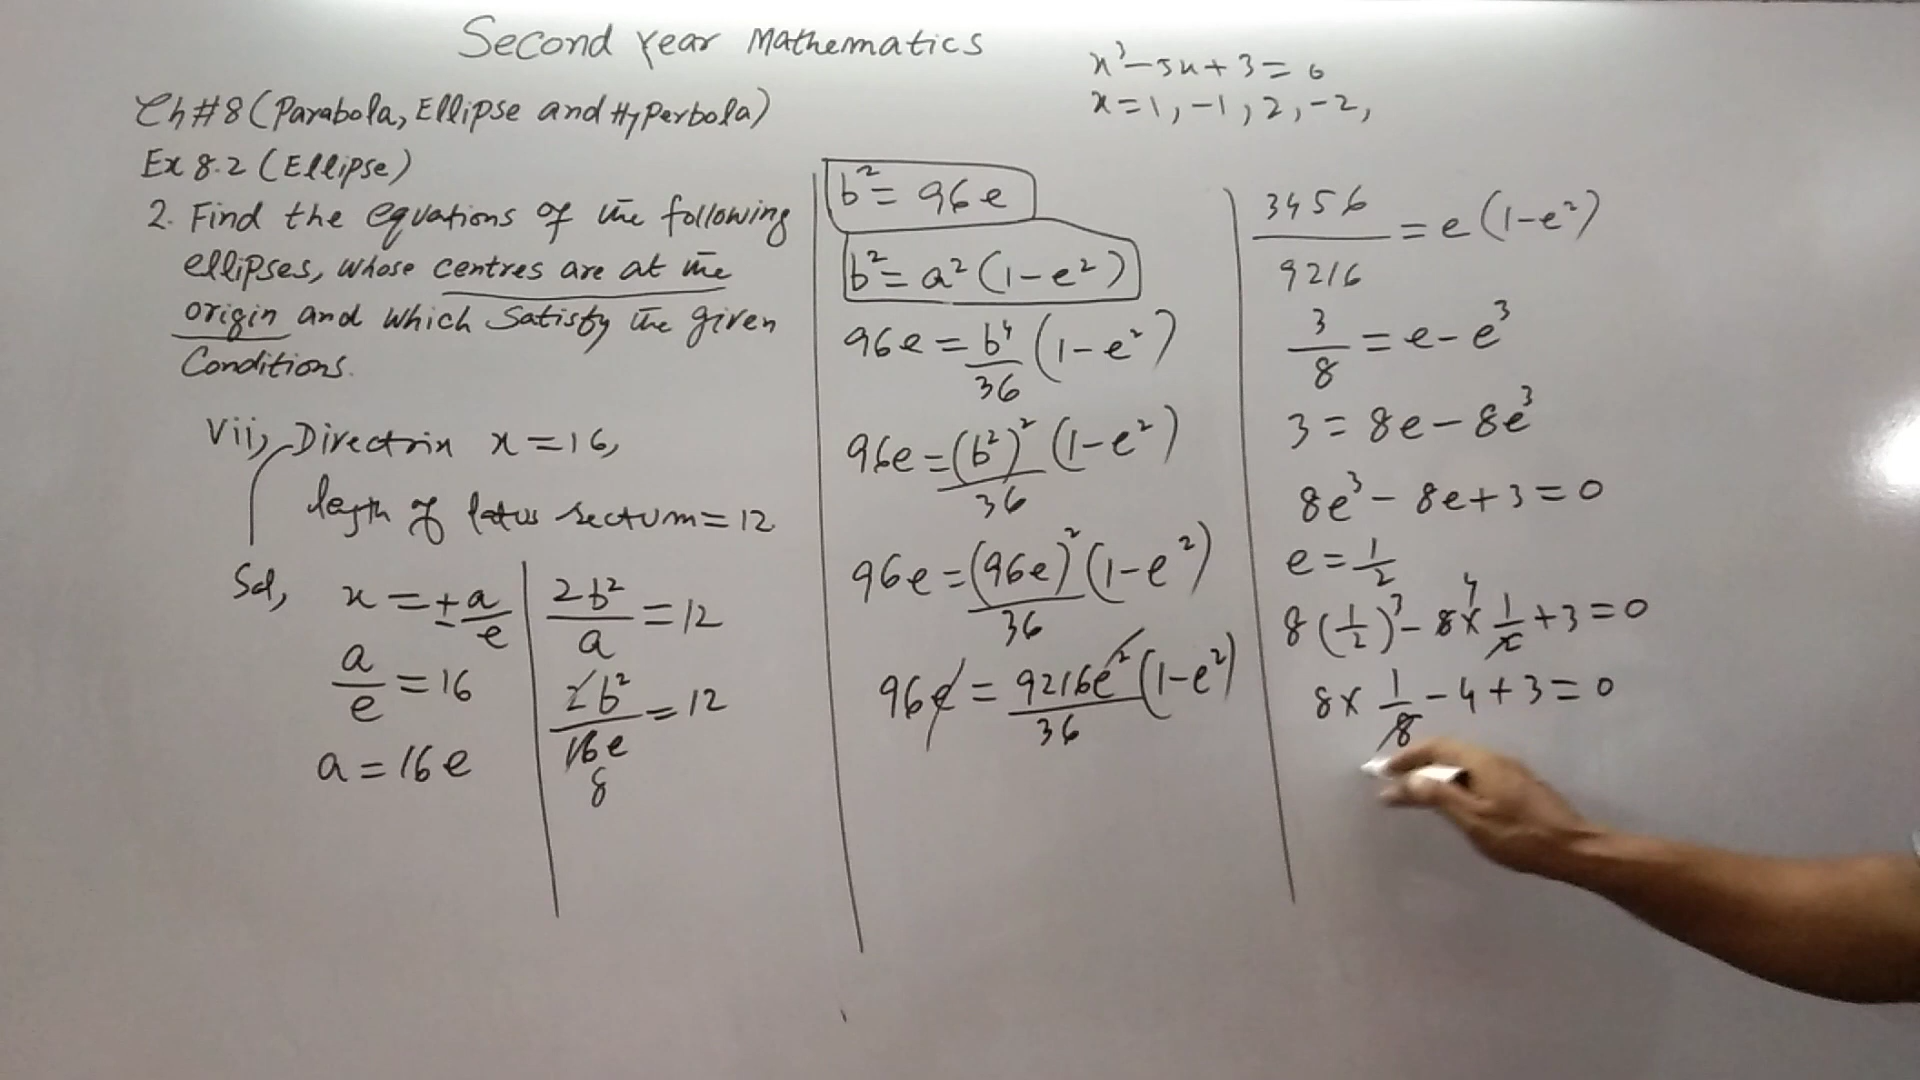 Second Year Mathematics
Ch#8 (Parabola, Ellipse and Hyperbola)
Ex 8.2 (Ellipse)
2. Find the equations of the following
ellipses, whose centres are at the
origin and which Satisfy the given
Conditions.
Vii, Directrix x = 16,
length of latus rectum = 12
Sol,
x = ± a/e
a/e = 16
a = 16e
2b²/a = 12
2b²/16e = 12
8
x³ - 5x + 3 = 0
x = 1, -1, 2, -2,
b² = 96e
b² = a² (1 - e²)
96e = b⁴/36 (1 - e²)
96e = (b²)²/36 (1 - e²)
96e = (96e)²/36 (1 - e²)
96e = 9216e²/36 (1 - e²)
3456/9216 = e (1 - e²)
3/8 = e - e³
3 = 8e - 8e³
8e³ - 8e + 3 = 0
e = 1/2
8 (1/2)³ - 8 4 × 1/2 + 3 = 0
8 × 1/8 - 4 + 3 = 0